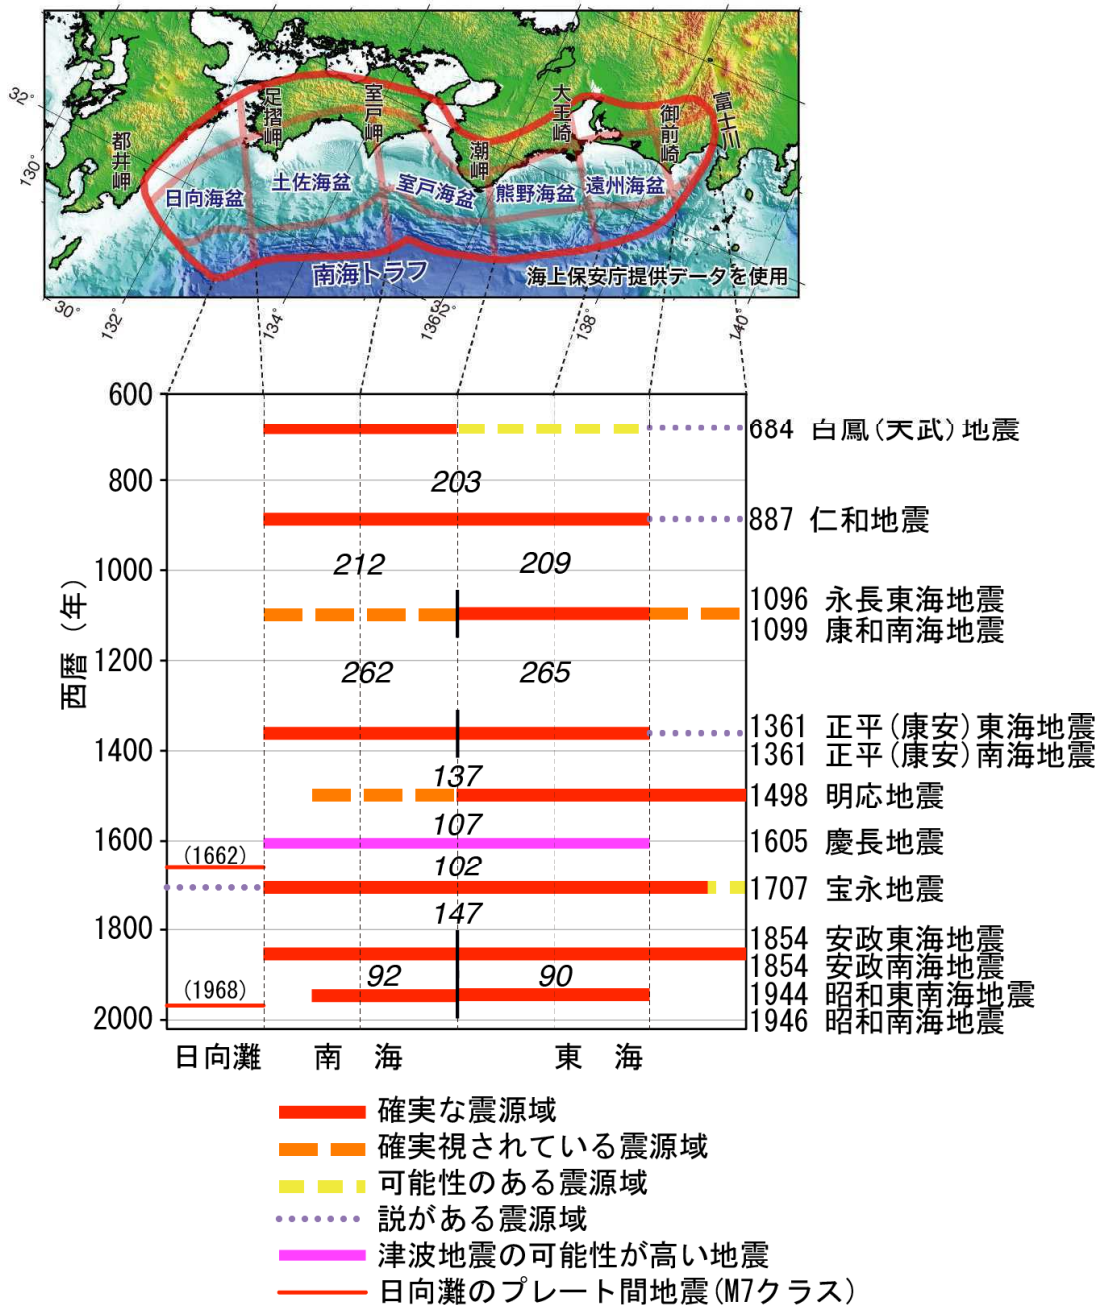 32°
130°
都井岬
足摺岬
室戸岬
潮岬
大王崎
御前崎
富士川
日向海盆
土佐海盆
室戸海盆
熊野海盆
遠州海盆
南海トラフ
海上保安庁提供データを使用
30°
132°
134°
136°
138°
140°
西暦（年）
600
800
1000
1200
1400
1600
1800
2000
684 白鳳(天武)地震
203
887 仁和地震
212
209
1096 永長東海地震
1099 康和南海地震
262
265
1361 正平(康安)東海地震
1361 正平(康安)南海地震
137
1498 明応地震
107
1605 慶長地震
(1662)
102
1707 宝永地震
147
1854 安政東海地震
1854 安政南海地震
92
90
(1968)
1944 昭和東南海地震
1946 昭和南海地震
日向灘
南 海
東 海
確実な震源域
確実視されている震源域
可能性のある震源域
説がある震源域
津波地震の可能性が高い地震
日向灘のプレート間地震(M7クラス)